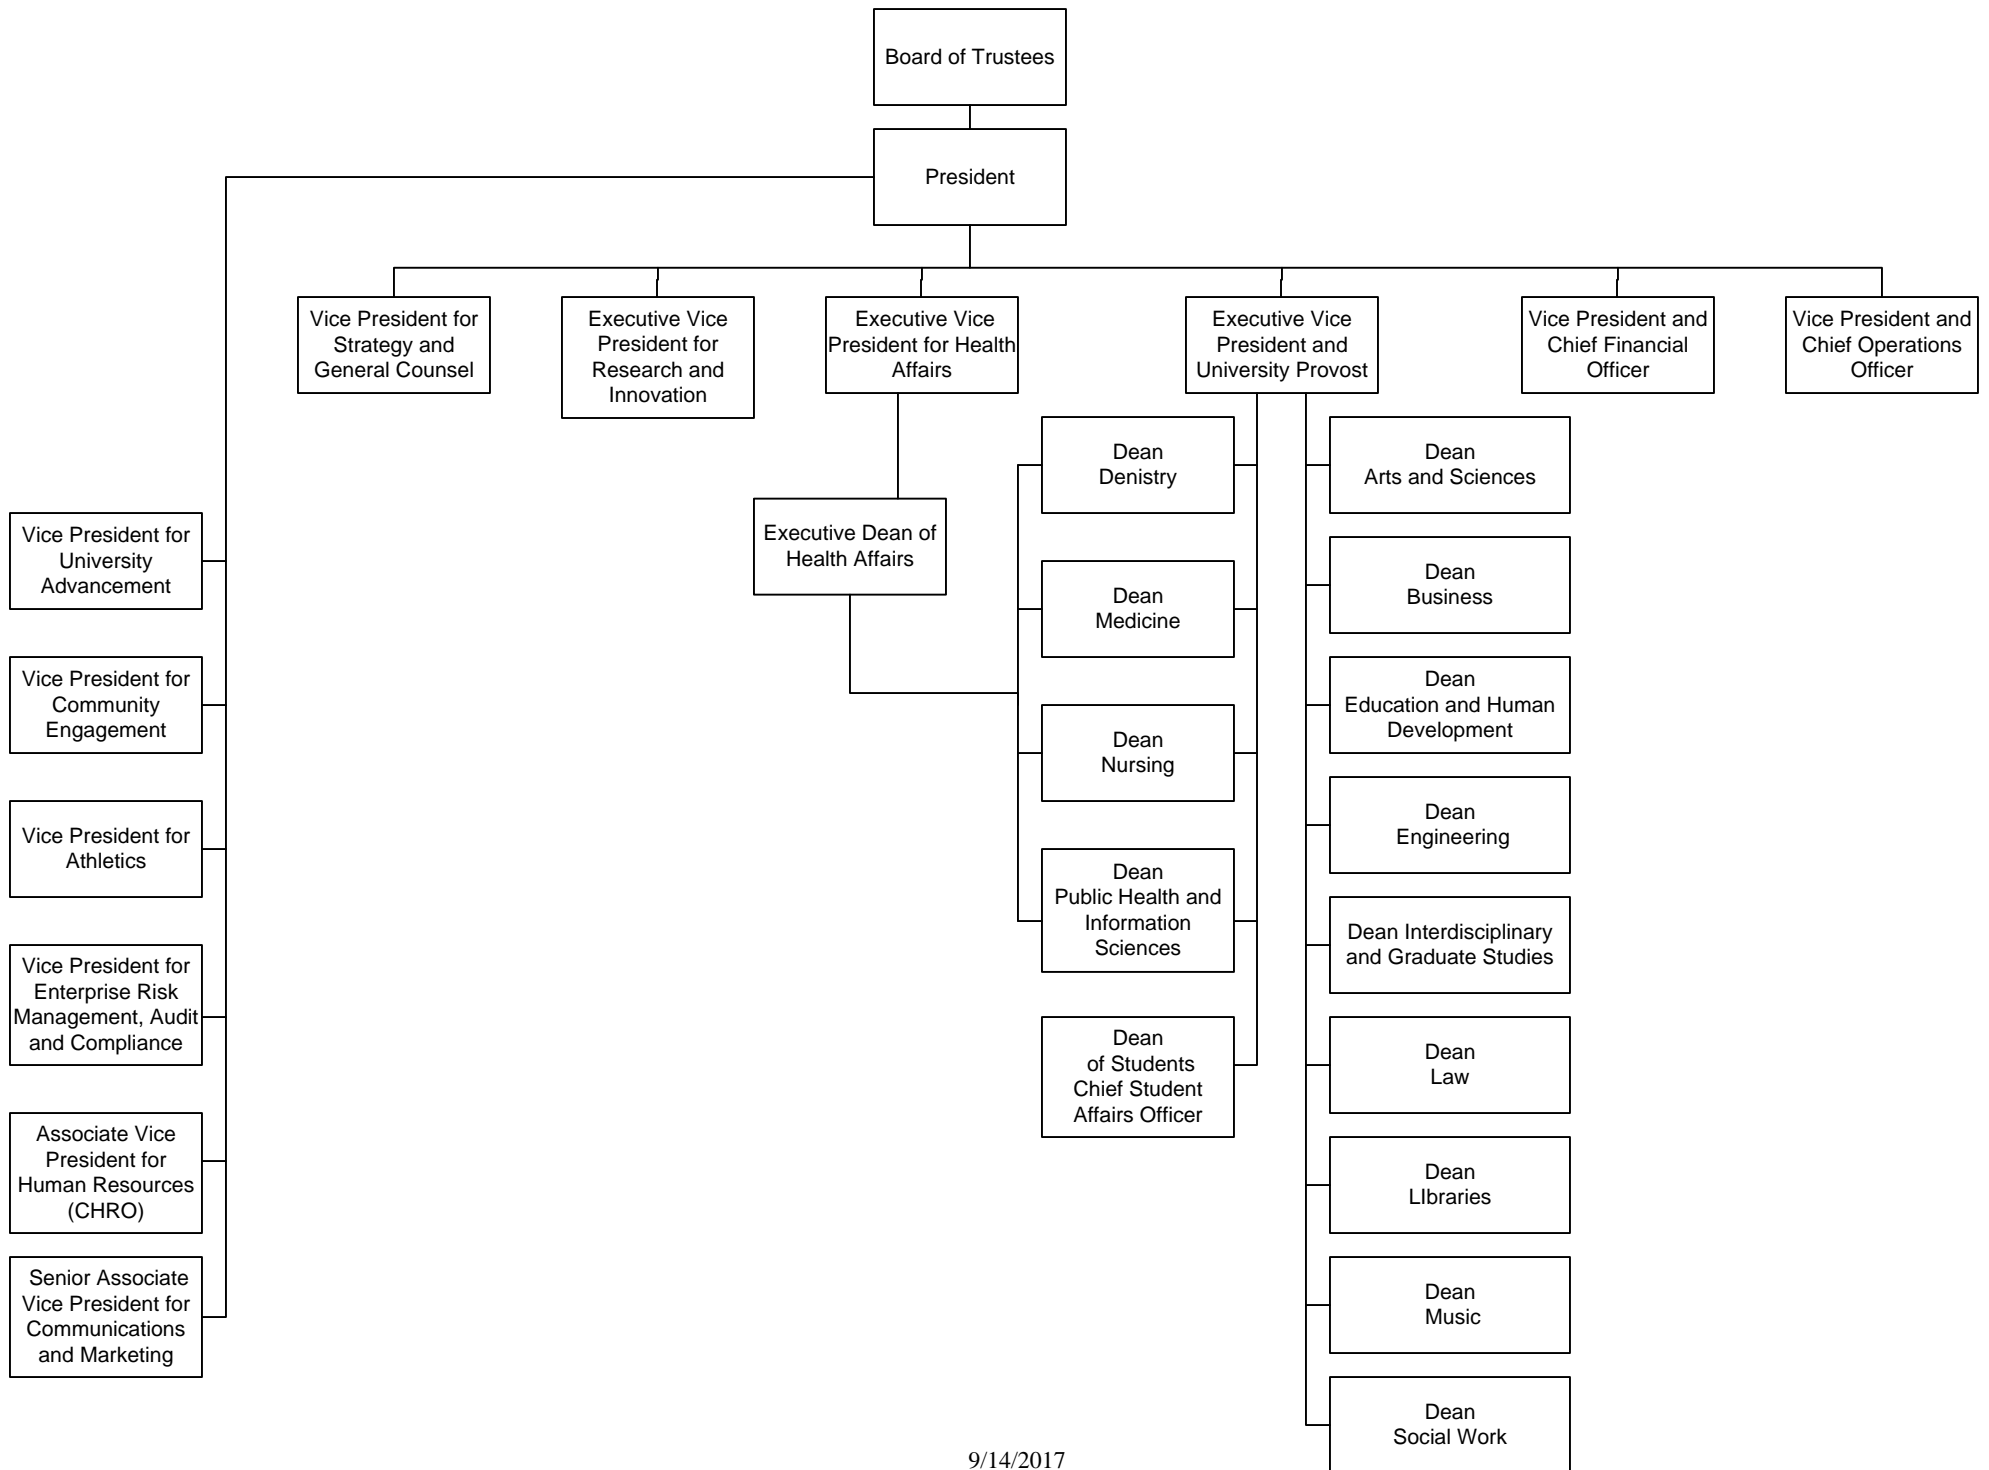 Board of Trustees
President
Vice President for
Strategy and
General Counsel
Executive Vice
President for
Research and
Innovation
Executive Vice
President for Health
Affairs
Executive Vice
President and
University Provost
Vice President and
Chief Financial
Officer
Vice President and
Chief Operations
Officer
Executive Dean of
Health Affairs
Dean
Denistry
Dean
Medicine
Dean
Nursing
Dean
Public Health and
Information
Sciences
Dean
of Students
Chief Student
Affairs Officer
Dean
Arts and Sciences
Dean
Business
Dean
Education and Human
Development
Dean
Engineering
Dean Interdisciplinary
and Graduate Studies
Dean
Law
Dean
LIbraries
Dean
Music
Dean
Social Work
Vice President for
University
Advancement
Vice President for
Community
Engagement
Vice President for
Athletics
Vice President for
Enterprise Risk
Management, Audit
and Compliance
Associate Vice
President for
Human Resources
(CHRO)
Senior Associate
Vice President for
Communications
and Marketing
9/14/2017